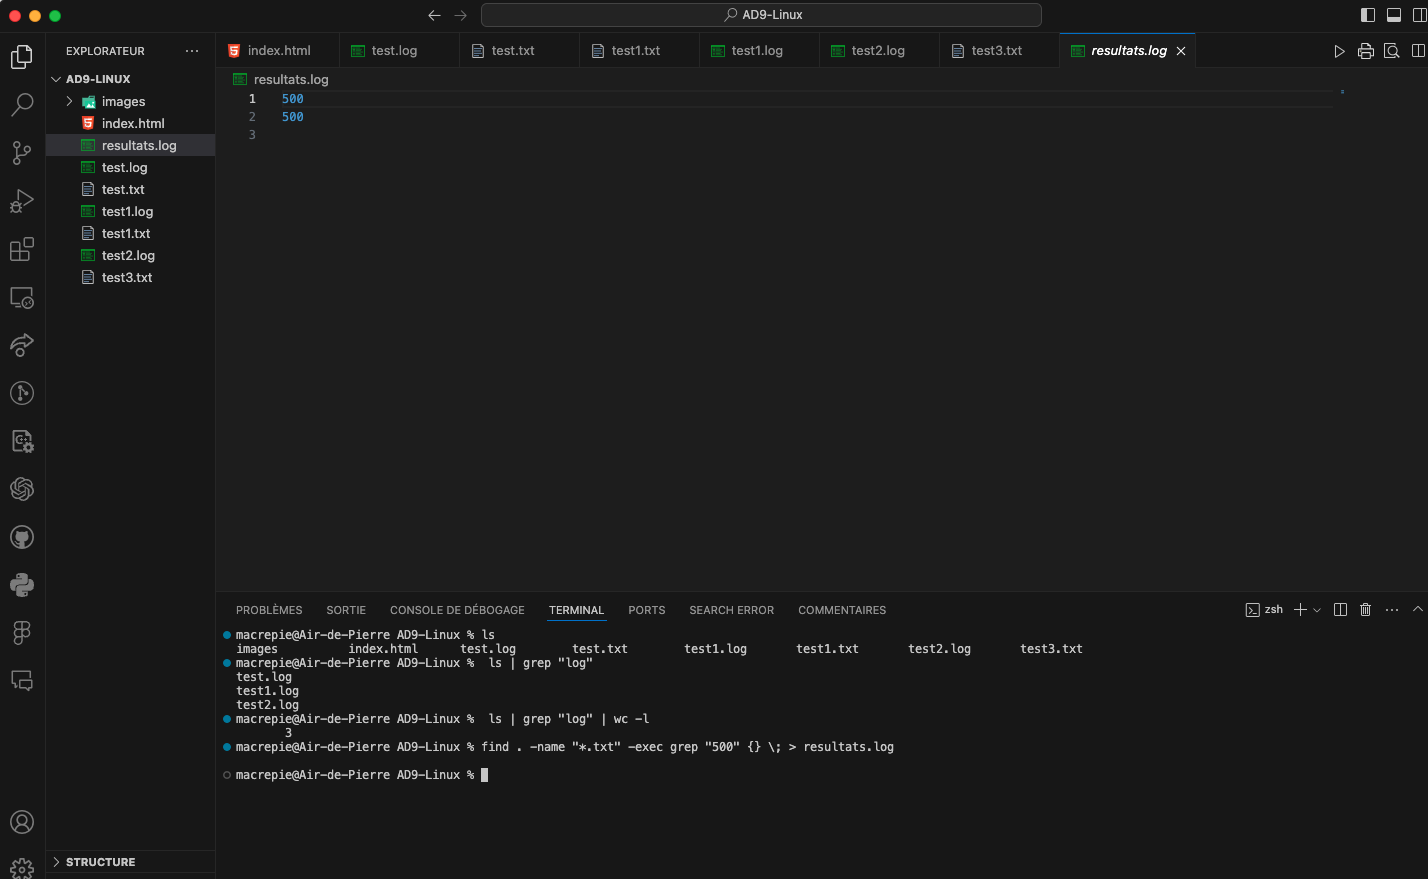 AD9-Linux
EXPLORATEUR
AD9-LINUX
images
index.html
resultats.log
test.log
test.txt
test1.log
test1.txt
test2.log
test3.txt
STRUCTURE
index.html test.log test.txt test1.txt test1.log test2.log test3.txt resultats.log
resultats.log
1 500
2 500
3
PROBLÈMES SORTIE CONSOLE DE DÉBOGAGE TERMINAL PORTS SEARCH ERROR COMMENTAIRES zsh
macrepie@Air-de-Pierre AD9-Linux % ls
images index.html test.log test.txt test1.log test1.txt test2.log test3.txt
macrepie@Air-de-Pierre AD9-Linux %  ls | grep "log"
test.log
test1.log
test2.log
macrepie@Air-de-Pierre AD9-Linux %  ls | grep "log" | wc -l
3
macrepie@Air-de-Pierre AD9-Linux % find . -name "*.txt" -exec grep "500" {} \; > resultats.log
macrepie@Air-de-Pierre AD9-Linux %